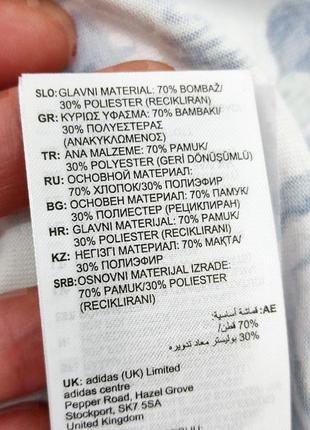 SLO: GLAVNI MATERIAL: 70% BOMBAŽ/
30% POLIESTER (RECIKLIRAN)
GR: ΚΥΡΙΩΣ ΥΦΑΣΜΑ: 70% ΒΑΜΒΑΚΙ/
30% ΠΟΛΥΕΣΤΕΡΑΣ
(ΑΝΑΚΥΚΛΩΜΕΝΟΣ)
TR: ANA MALZEME: 70% PAMUK/
30% POLYESTER (GERİ DÖNÜŞÜMLÜ)
RU: ОСНОВНОЙ МАТЕРИАЛ:
70% ХЛОПОК/30% ПОЛИЭФИР
BG: ОСНОВЕН МАТЕРИАЛ: 70% ПАМУК/
30% ПОЛИЕСТЕР (РЕЦИКЛИРАН)
HR: GLAVNI MATERIJAL: 70% PAMUK/
30% POLIESTER (RECIKLIRANI)
KZ: НЕГІЗГІ МАТЕРИАЛ: 70% МАҚТА/
30% ПОЛИЭФИР
SRB: OSNOVNI MATERIJAL IZRADE:
70% PAMUK/30% POLIESTER
(RECIKLIRANI)
AE: قماشة أساسية:
70% قطن/
30% بوليستر معاد تدويره
UK: adidas (UK) Limited
adidas centre
Pepper Road, Hazel Grove
Stockport, SK7 5SA
United Kingdom